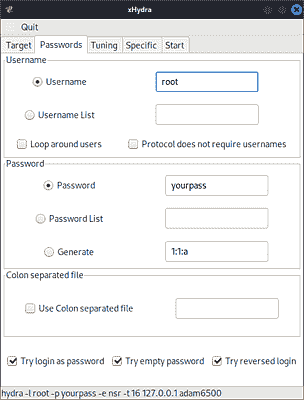 xHydra
Quit
Target Passwords Tuning Specific Start
Username
Username root
Username List
Loop around users Protocol does not require usernames
Password
Password yourpass
Password List
Generate 1:1:a
Colon separated file
Use Colon separated file
Try login as password Try empty password Try reversed login
hydra -l root -p yourpass -e nsr -t 16 127.0.0.1 adam6500